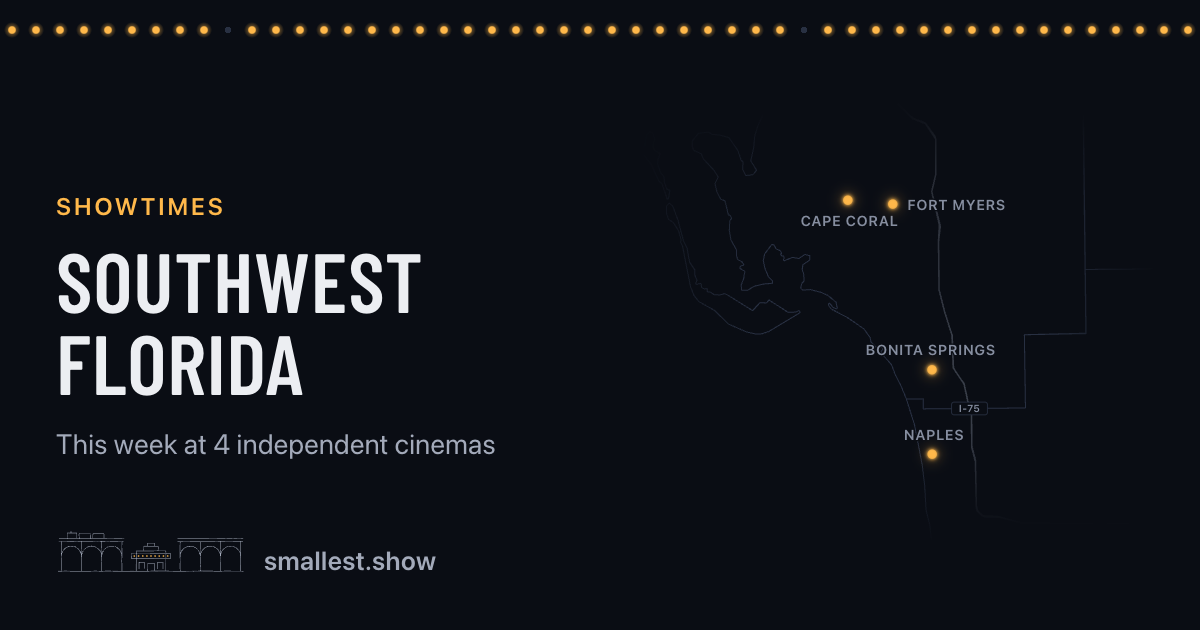 SHOWTIMES
SOUTHWEST
FLORIDA
This week at 4 independent cinemas
smallest.show
CAPE CORAL
FORT MYERS
BONITA SPRINGS
I-75
NAPLES